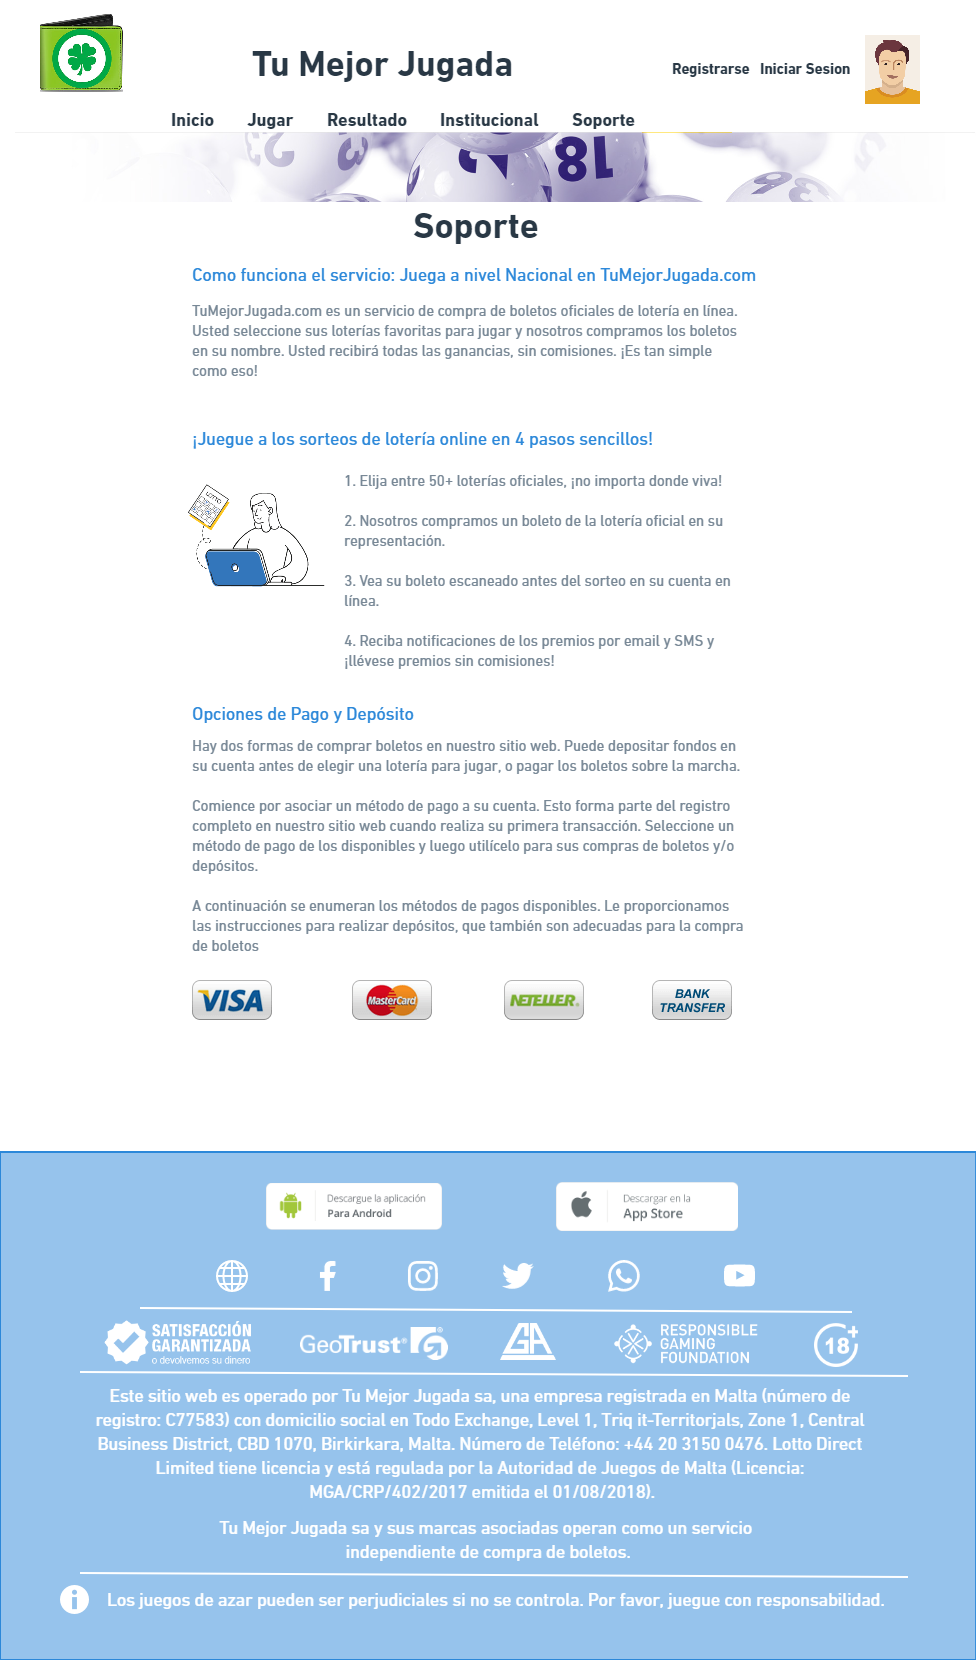 Tu Mejor Jugada
Registrarse Iniciar Sesion
Inicio Jugar Resultado Institucional Soporte
18
Soporte
Como funciona el servicio: Juega a nivel Nacional en TuMejorJugada.com
TuMejorJugada.com es un servicio de compra de boletos oficiales de lotería en línea.
Usted seleccione sus loterías favoritas para jugar y nosotros compramos los boletos
en su nombre. Usted recibirá todas las ganancias, sin comisiones. ¡Es tan simple
como eso!
¡Juegue a los sorteos de lotería online en 4 pasos sencillos!
LOTTO
1. Elija entre 50+ loterías oficiales, ¡no importa donde viva!
2. Nosotros compramos un boleto de la lotería oficial en su
representación.
3. Vea su boleto escaneado antes del sorteo en su cuenta en
línea.
4. Reciba notificaciones de los premios por email y SMS y
¡llévese premios sin comisiones!
Opciones de Pago y Depósito
Hay dos formas de comprar boletos en nuestro sitio web. Puede depositar fondos en
su cuenta antes de elegir una lotería para jugar, o pagar los boletos sobre la marcha.
Comience por asociar un método de pago a su cuenta. Esto forma parte del registro
completo en nuestro sitio web cuando realiza su primera transacción. Seleccione un
método de pago de los disponibles y luego utilícelo para sus compras de boletos y/o
depósitos.
A continuación se enumeran los métodos de pagos disponibles. Le proporcionamos
las instrucciones para realizar depósitos, que también son adecuadas para la compra
de boletos
VISA
MasterCard
NETELLER
BANK
TRANSFER
Descargue la aplicación
Para Android
Descargar en la
App Store
SATISFACCIÓN
GARANTIZADA
o devolvemos su dinero
GeoTrust
GA
RESPONSIBLE
GAMING
FOUNDATION
18+
Este sitio web es operado por Tu Mejor Jugada sa, una empresa registrada en Malta (número de
registro: C77583) con domicilio social en Todo Exchange, Level 1, Triq it-Territorjals, Zone 1, Central
Business District, CBD 1070, Birkirkara, Malta. Número de Teléfono: +44 20 3150 0476. Lotto Direct
Limited tiene licencia y está regulada por la Autoridad de Juegos de Malta (Licencia:
MGA/CRP/402/2017 emitida el 01/08/2018).
Tu Mejor Jugada sa y sus marcas asociadas operan como un servicio
independiente de compra de boletos.
Los juegos de azar pueden ser perjudiciales si no se controla. Por favor, juegue con responsabilidad.